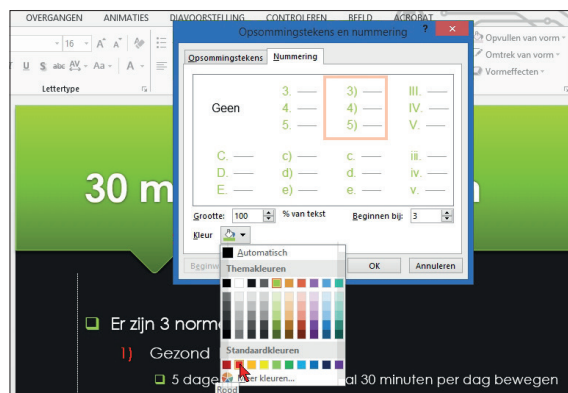 OVERGANGEN ANIMATIES DIAVOORSTELLING CONTROLEREN BEELD ACROBAT
Opsommingstekens en nummering ? x
16 A A
Opvullen van vorm
Omtrek van vorm
Vormeffecten
U S abc AV Aa A
Lettertype
Opsommingstekens Nummering
Geen
3.
4.
5.
3)
4)
5)
III.
IV.
V.
C.
D.
E.
c)
d)
e)
c.
d.
e.
iii.
iv.
v.
Grootte: 100 % van tekst Beginnen bij: 3
Kleur
Automatisch
Themakleuren
OK Annuleren
Standaardkleuren
Meer kleuren...
Rood
30 m
Er zijn 3 norm
1) Gezond
5 dage al 30 minuten per dag bewegen